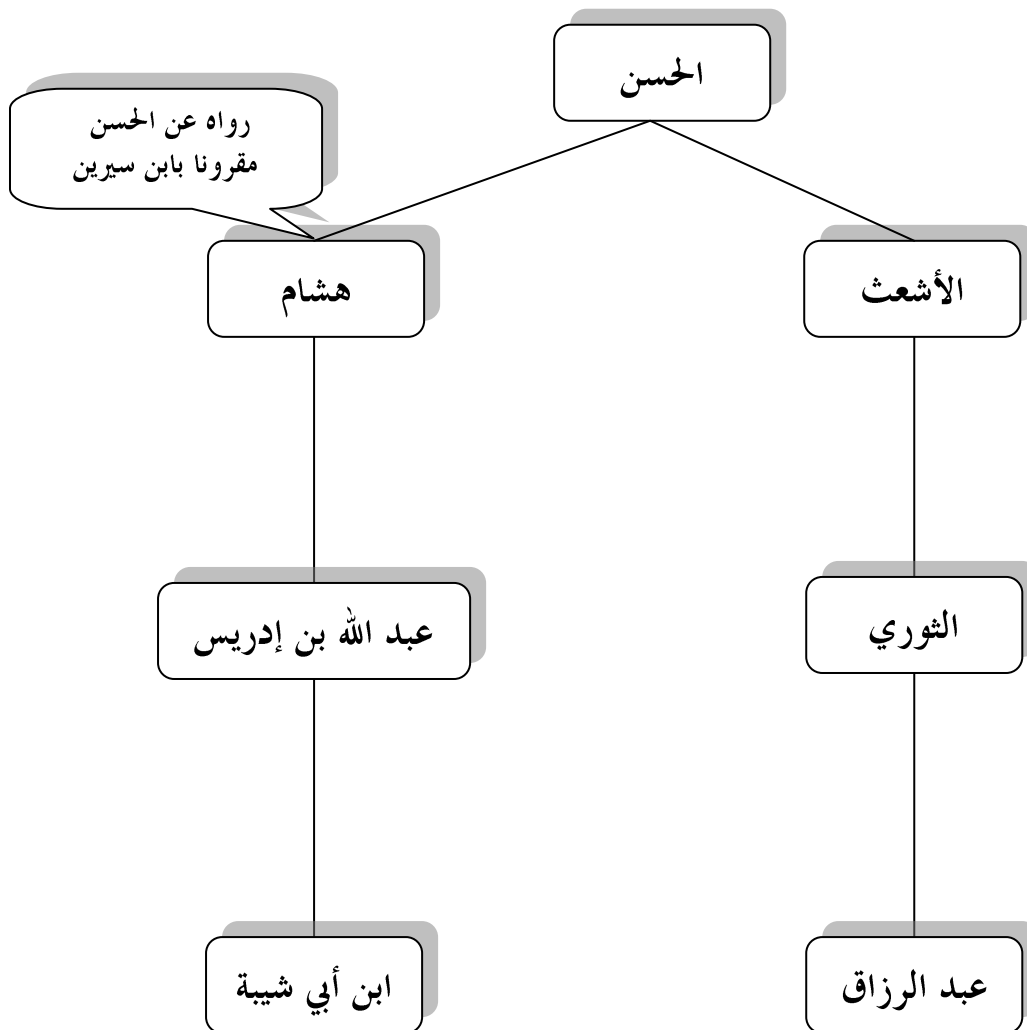 الحسن
رواه عن الحسن
مقرونا بابن سيرين
الأشعث
هشام
الثوري
عبد الله بن إدريس
عبد الرزاق
ابن أبي شيبة